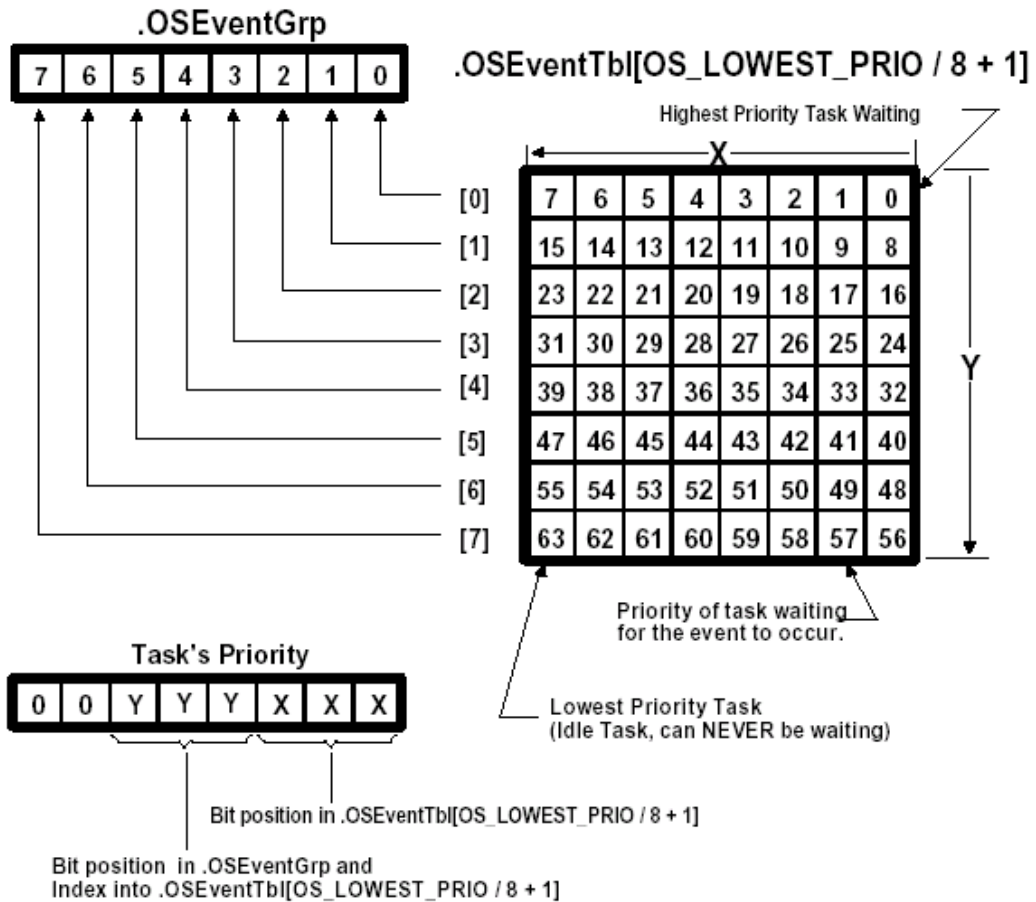 .OSEventGrp
7 6 5 4 3 2 1 0
.OSEventTbl[OS_LOWEST_PRIO / 8 + 1]
Highest Priority Task Waiting
X
[0] 7 6 5 4 3 2 1 0
[1] 15 14 13 12 11 10 9 8
[2] 23 22 21 20 19 18 17 16
[3] 31 30 29 28 27 26 25 24
Y
[4] 39 38 37 36 35 34 33 32
[5] 47 46 45 44 43 42 41 40
[6] 55 54 53 52 51 50 49 48
[7] 63 62 61 60 59 58 57 56
Priority of task waiting
for the event to occur.
Task's Priority
0 0 Y Y Y X X X
Lowest Priority Task
(Idle Task, can NEVER be waiting)
Bit position in .OSEventTbl[OS_LOWEST_PRIO / 8 + 1]
Bit position in .OSEventGrp and
Index into .OSEventTbl[OS_LOWEST_PRIO / 8 + 1]